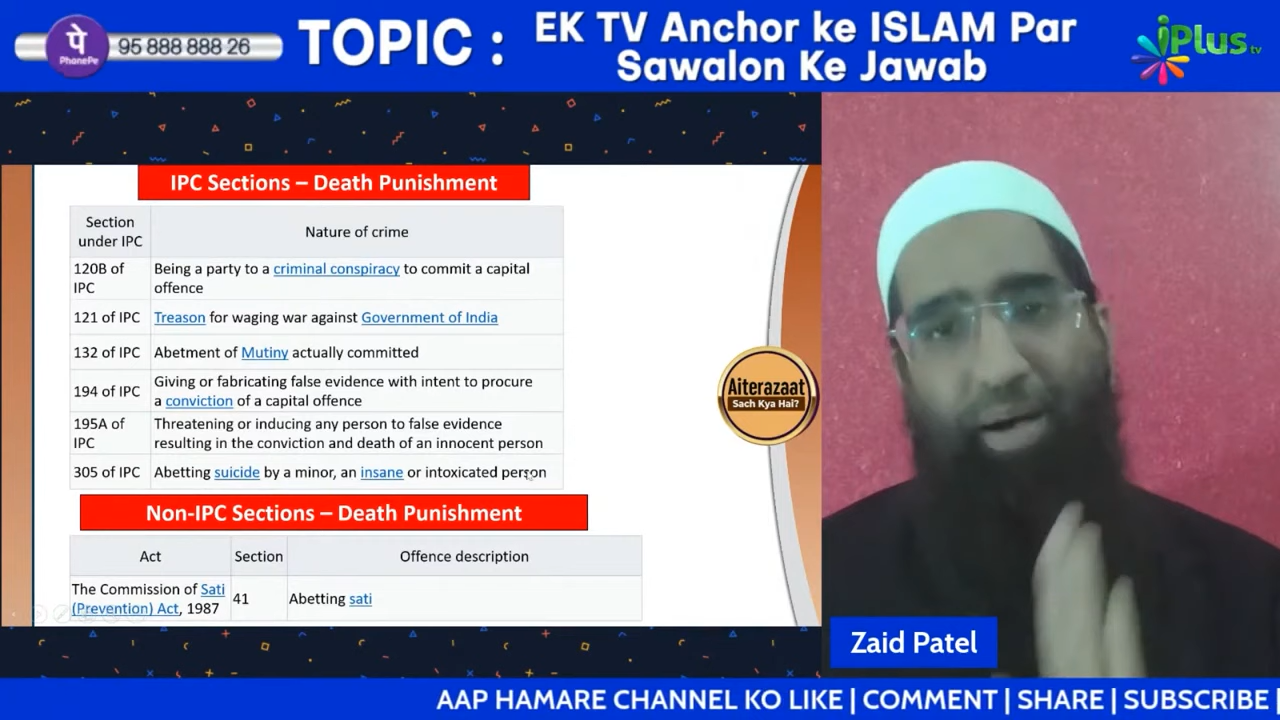 पे
PhonePe
95 888 888 26
TOPIC :
EK TV Anchor ke ISLAM Par
Sawalon Ke Jawab
iPlus tv
IPC Sections – Death Punishment
Section under IPC
Nature of crime
120B of IPC
Being a party to a criminal conspiracy to commit a capital
offence
121 of IPC
Treason for waging war against Government of India
132 of IPC
Abetment of Mutiny actually committed
194 of IPC
Giving or fabricating false evidence with intent to procure
a conviction of a capital offence
195A of IPC
Threatening or inducing any person to false evidence
resulting in the conviction and death of an innocent person
305 of IPC
Abetting suicide by a minor, an insane or intoxicated person
Non-IPC Sections – Death Punishment
Act
Section
Offence description
The Commission of Sati
(Prevention) Act, 1987
41
Abetting sati
Aiterazaat
Sach Kya Hai?
Zaid Patel
AAP HAMARE CHANNEL KO LIKE | COMMENT | SHARE | SUBSCRIBE